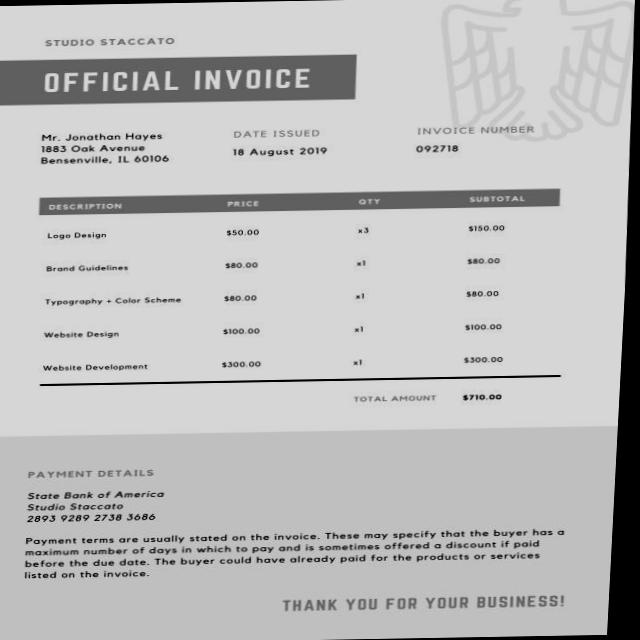 STUDIO STACCATO
OFFICIAL INVOICE
Mr. Jonathan Hayes
1883 Oak Avenue
Bensenville, IL 60106
DATE ISSUED
18 August 2019
INVOICE NUMBER
092718
DESCRIPTION PRICE QTY SUBTOTAL
Logo Design $50.00 x3 $150.00
Brand Guidelines $80.00 x1 $80.00
Typography + Color Scheme $80.00 x1 $80.00
Website Design $100.00 x1 $100.00
Website Development $300.00 x1 $300.00
TOTAL AMOUNT $710.00
PAYMENT DETAILS
State Bank of America
Studio Staccato
2893 9289 2738 3686
Payment terms are usually stated on the invoice. These may specify that the buyer has a
maximum number of days in which to pay and is sometimes offered a discount if paid
before the due date. The buyer could have already paid for the products or services
listed on the invoice.
THANK YOU FOR YOUR BUSINESS!